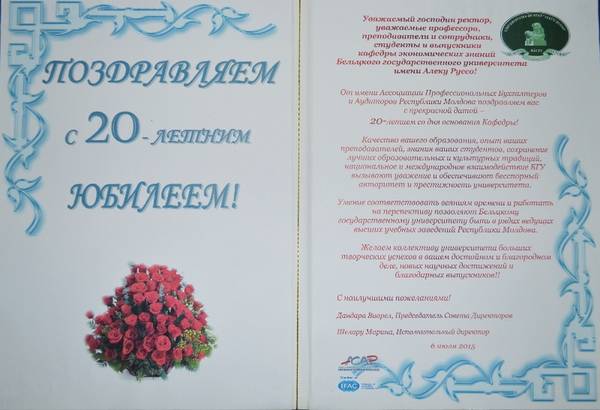 ПОЗДРАВЛЯЕМ
с 20-ЛЕТНИМ
ЮБИЛЕЕМ!
Уважаемый господин ректор,
уважаемые профессора,
преподаватели и сотрудники,
студенты и выпускники
кафедры экономических знаний
Бельцкого государственного университета
имени Алеку Руссо!
От имени Ассоциации Профессиональных Бухгалтеров
и Аудиторов Республики Молдова поздравляем вас
с прекрасной датой –
20-летием со дня основания Кафедры!
Качество вашего образования, опыт ваших
преподавателей, знания ваших студентов, сохранение
лучших образовательных и культурных традиций,
национальное и международное взаимодействие БГУ
вызывают уважение и обеспечивают бесспорный
авторитет и престижность университета.
Умение соответствовать веяниям времени и работать
на перспективу позволяют Бельцкому
государственному университету быть в рядах ведущих
высших учебных заведений Республики Молдова.
Желаем коллективу университета больших
творческих успехов в вашем достойном и благородном
деле, новых научных достижений и
благодарных выпускников!!
С наилучшими пожеланиями!
Дандара Виорел, Председатель Совета Директоров
Шелару Марина, Исполнительный директор
6 июля 2015
ACAP
IFAC